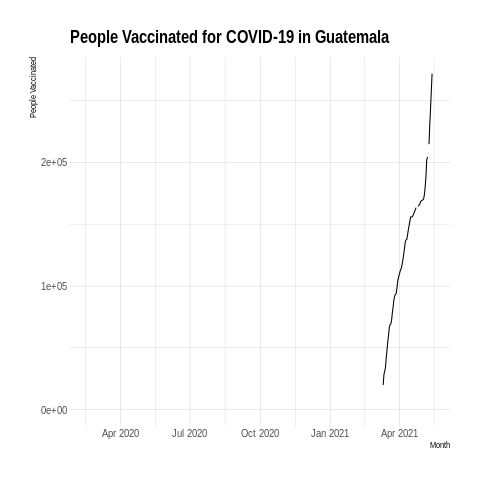 People Vaccinated for COVID-19 in Guatemala
People Vaccinated
2e+05
1e+05
0e+00
Apr 2020 Jul 2020 Oct 2020 Jan 2021 Apr 2021
Month